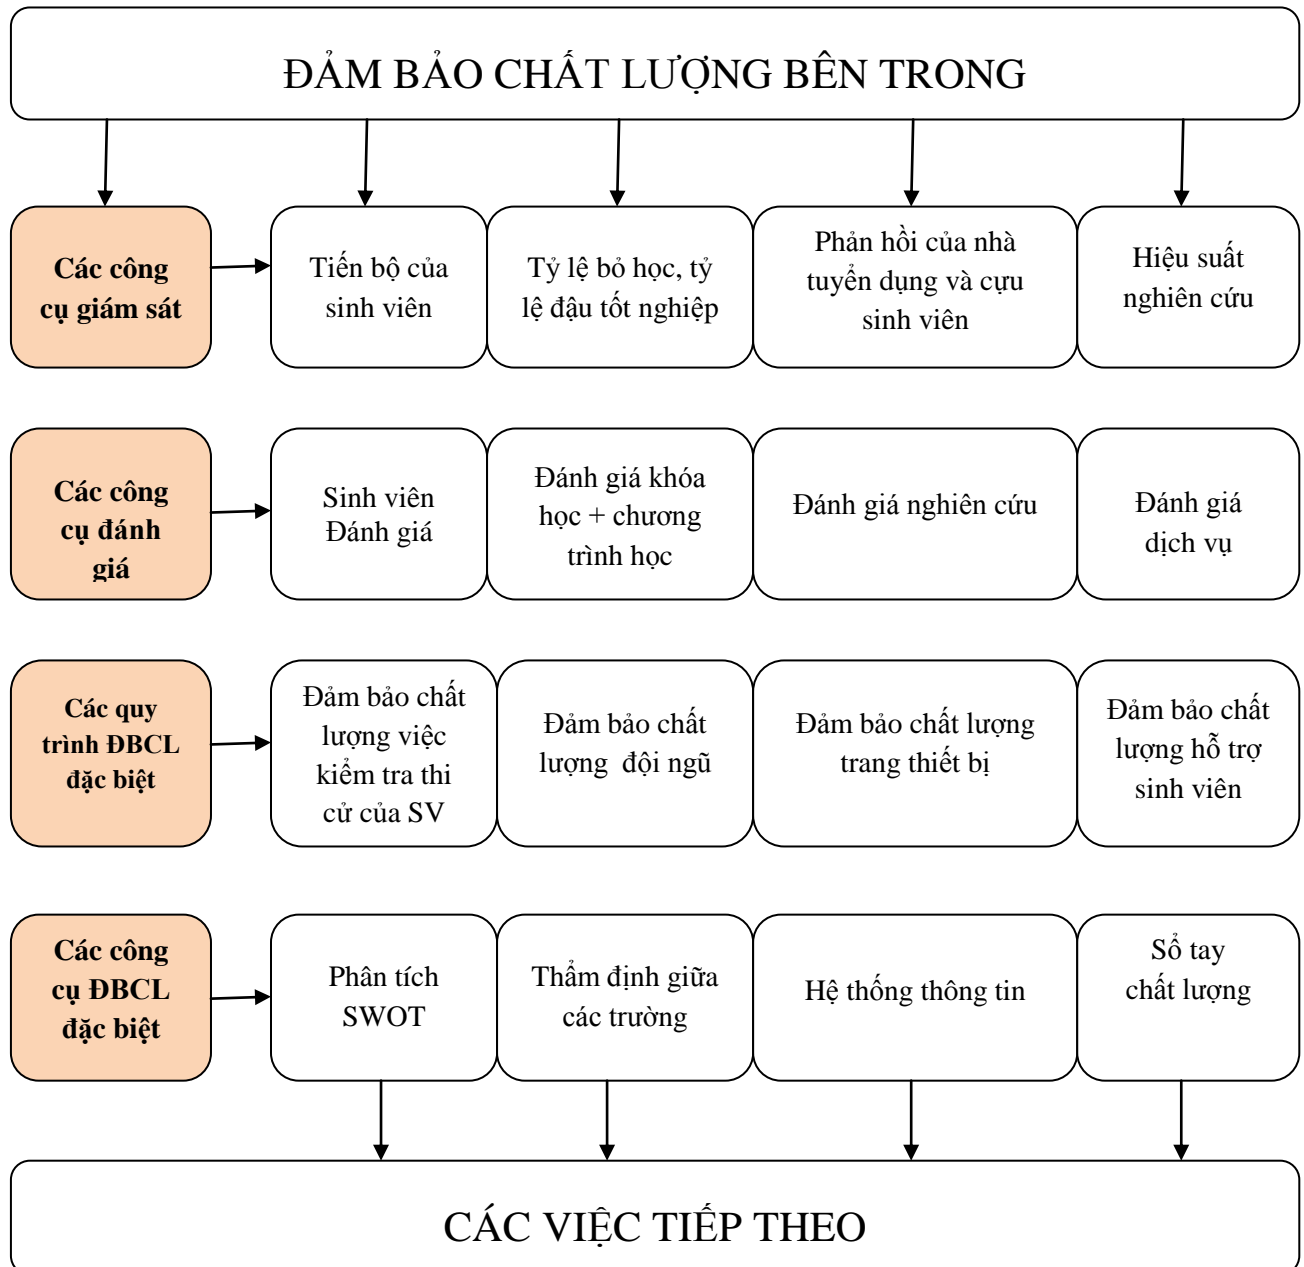 ĐẢM BẢO CHẤT LƯỢNG BÊN TRONG
Các công
cụ giám sát
Tiến bộ của
sinh viên
Tỷ lệ bỏ học, tỷ
lệ đậu tốt nghiệp
Phản hồi của nhà
tuyển dụng và cựu
sinh viên
Hiệu suất
nghiên cứu
Các công
cụ đánh
giá
Sinh viên
Đánh giá
Đánh giá khóa
học + chương
trình học
Đánh giá nghiên cứu
Đánh giá
dịch vụ
Các quy
trình ĐBCL
đặc biệt
Đảm bảo chất
lượng việc
kiểm tra thi
cử của SV
Đảm bảo chất
lượng đội ngũ
Đảm bảo chất lượng
trang thiết bị
Đảm bảo chất
lượng hỗ trợ
sinh viên
Các công
cụ ĐBCL
đặc biệt
Phân tích
SWOT
Thẩm định giữa
các trường
Hệ thống thông tin
Sổ tay
chất lượng
CÁC VIỆC TIẾP THEO